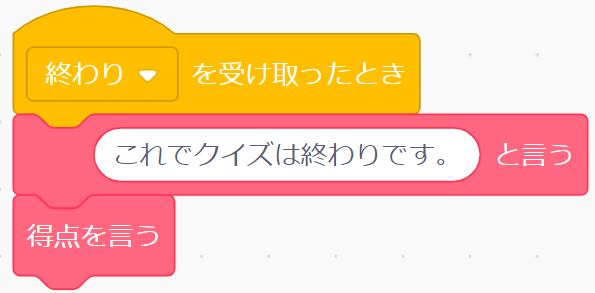 終わり を受け取ったとき
これでクイズは終わりです。 と言う
得点を言う